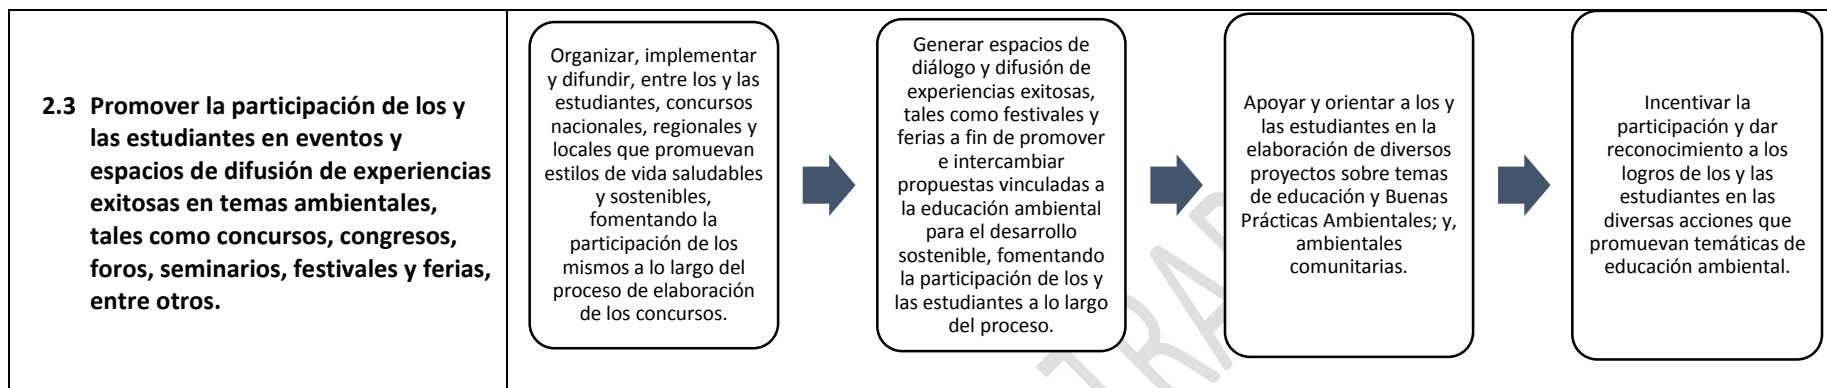 2.3 Promover la participación de los y
las estudiantes en eventos y
espacios de difusión de experiencias
exitosas en temas ambientales,
tales como concursos, congresos,
foros, seminarios, festivales y ferias,
entre otros.
Organizar, implementar
y difundir, entre los y las
estudiantes, concursos
nacionales, regionales y
locales que promuevan
estilos de vida saludables
y sostenibles,
fomentando la
participación de los
mismos a lo largo del
proceso de elaboración
de los concursos.
Generar espacios de
diálogo y difusión de
experiencias exitosas,
tales como festivales y
ferias a fin de promover
e intercambiar
propuestas vinculadas a
la educación ambiental
para el desarrollo
sostenible, fomentando
la participación de los y
las estudiantes a lo largo
del proceso.
Apoyar y orientar a los y
las estudiantes en la
elaboración de diversos
proyectos sobre temas
de educación y Buenas
Prácticas Ambientales; y,
ambientales
comunitarias.
Incentivar la
participación y dar
reconocimiento a los
logros de los y las
estudiantes en las
diversas acciones que
promuevan temáticas de
educación ambiental.